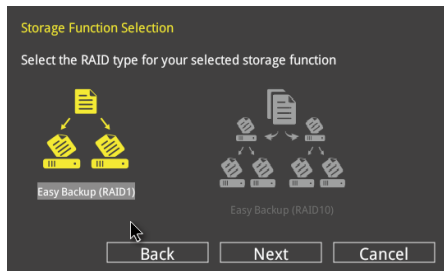 Storage Function Selection
Select the RAID type for your selected storage function
Easy Backup (RAID1)
Easy Backup (RAID10)
Back
Next
Cancel